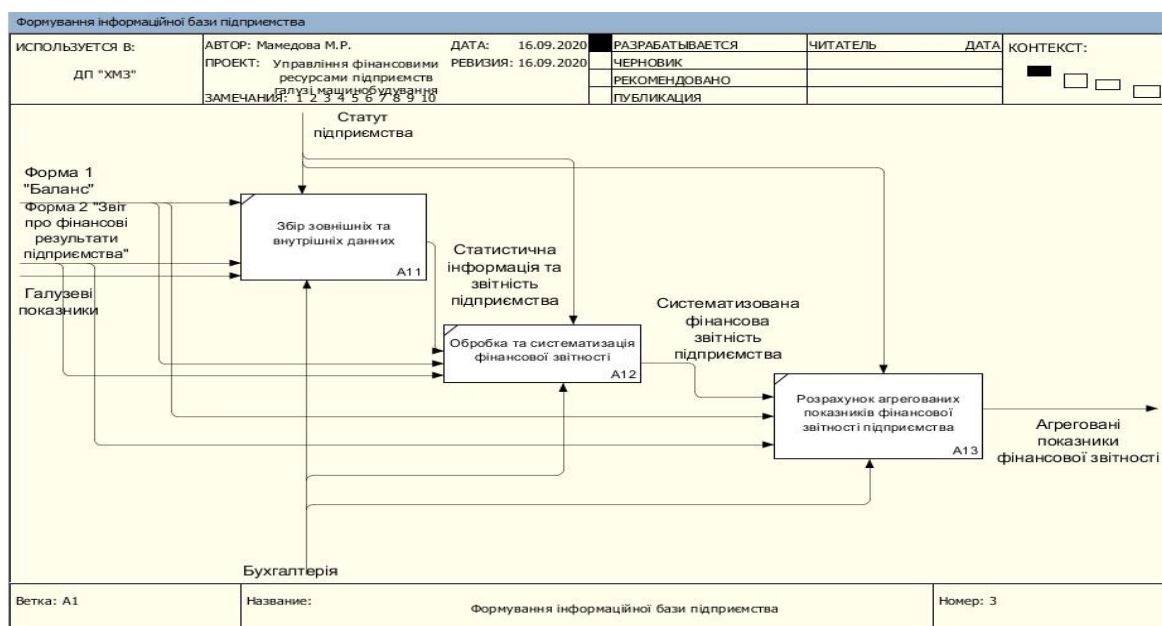 Формування інформаційної бази підприємства
ИСПОЛЬЗУЕТСЯ В:
ДП "ХМЗ"
АВТОР: Мамедова М.Р.
ДАТА: 16.09.2020
ПРОЕКТ: Управління фінансовими
ресурсами підприємств
галузі машинобудування
РЕВИЗИЯ: 16.09.2020
ЗАМЕЧАНИЯ: 1 2 3 4 5 6 7 8 9 10
РАЗРАБАТЫВАЕТСЯ
ЧЕРНОВИК
РЕКОМЕНДОВАНО
ПУБЛИКАЦИЯ
ЧИТАТЕЛЬ ДАТА
КОНТЕКСТ:
Статут
підприємства
Форма 1
"Баланс"
Форма 2 "Звіт
про фінансові
результати
підприємства"
Галузеві
показники
Збір зовнішніх та
внутрішніх данних
A11
Статистична
інформація та
звітність
підприємства
Обробка та систематизація
фінансової звітності
A12
Систематизована
фінансова
звітність
підприємства
Розрахунок агрегованих
показників фінансової
звітності підприємства
A13
Агреговані
показники
фінансової звітності
Бухгалтерія
Ветка: A1
Название:
Формування інформаційної бази підприємства
Номер: 3